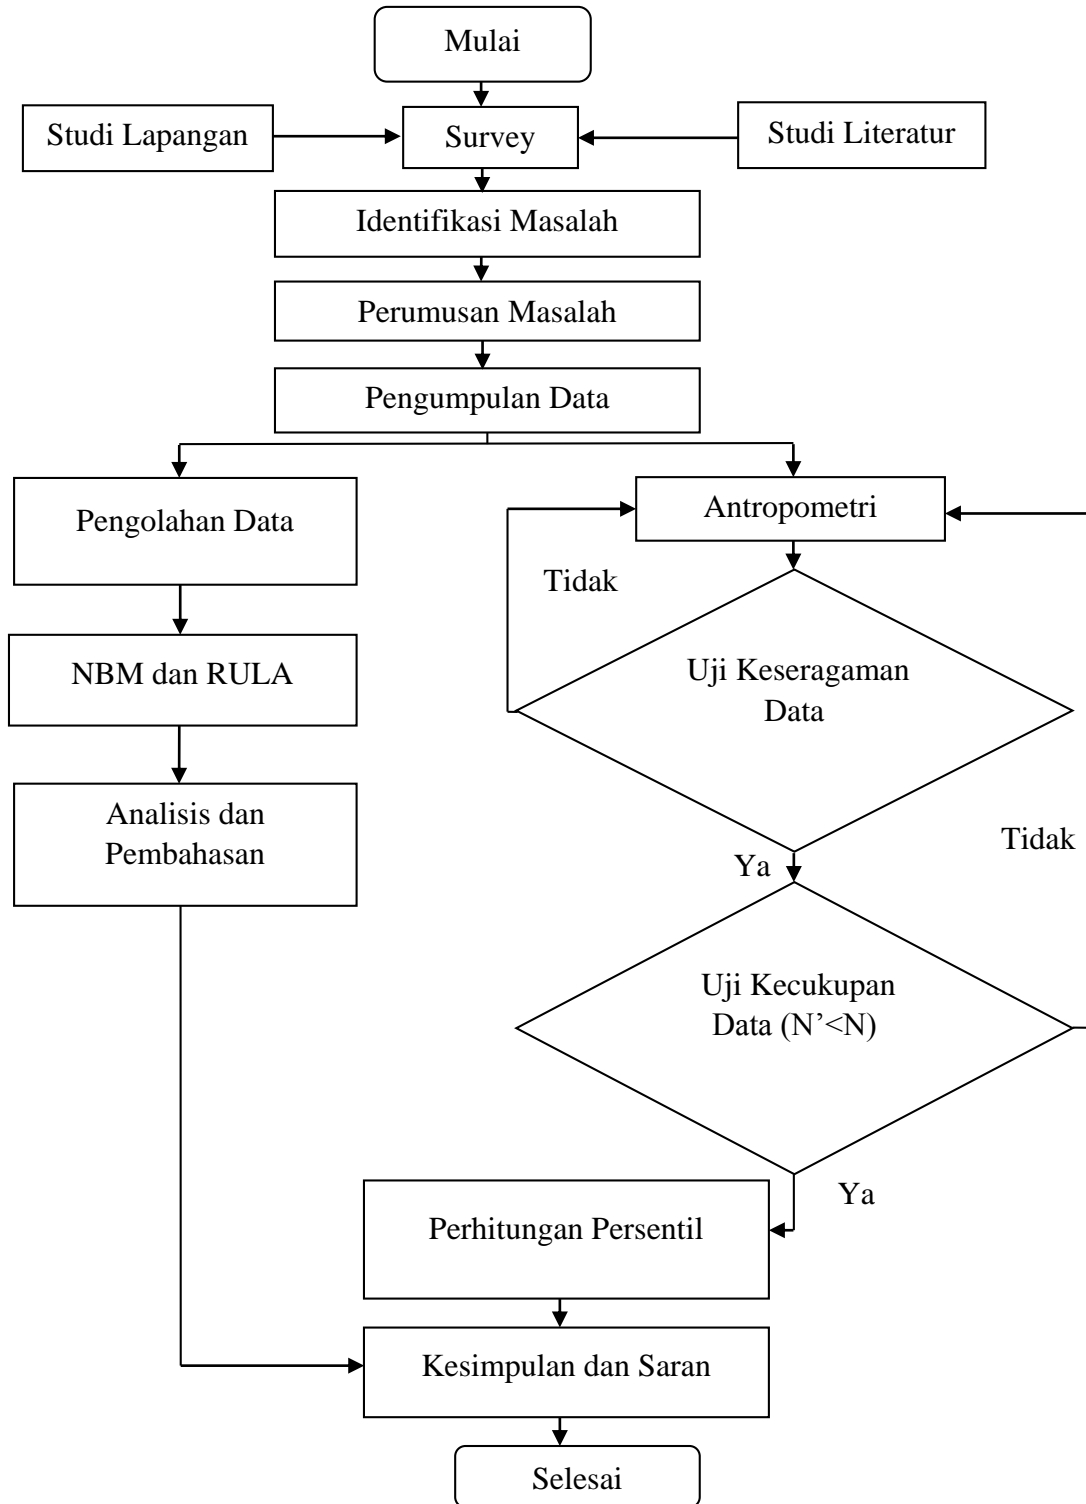 Mulai
Studi Lapangan
Survey
Studi Literatur
Identifikasi Masalah
Perumusan Masalah
Pengumpulan Data
Pengolahan Data
Antropometri
Tidak
NBM dan RULA
Uji Keseragaman
Data
Analisis dan
Pembahasan
Tidak
Ya
Uji Kecukupan
Data (N’<N)
Ya
Perhitungan Persentil
Kesimpulan dan Saran
Selesai